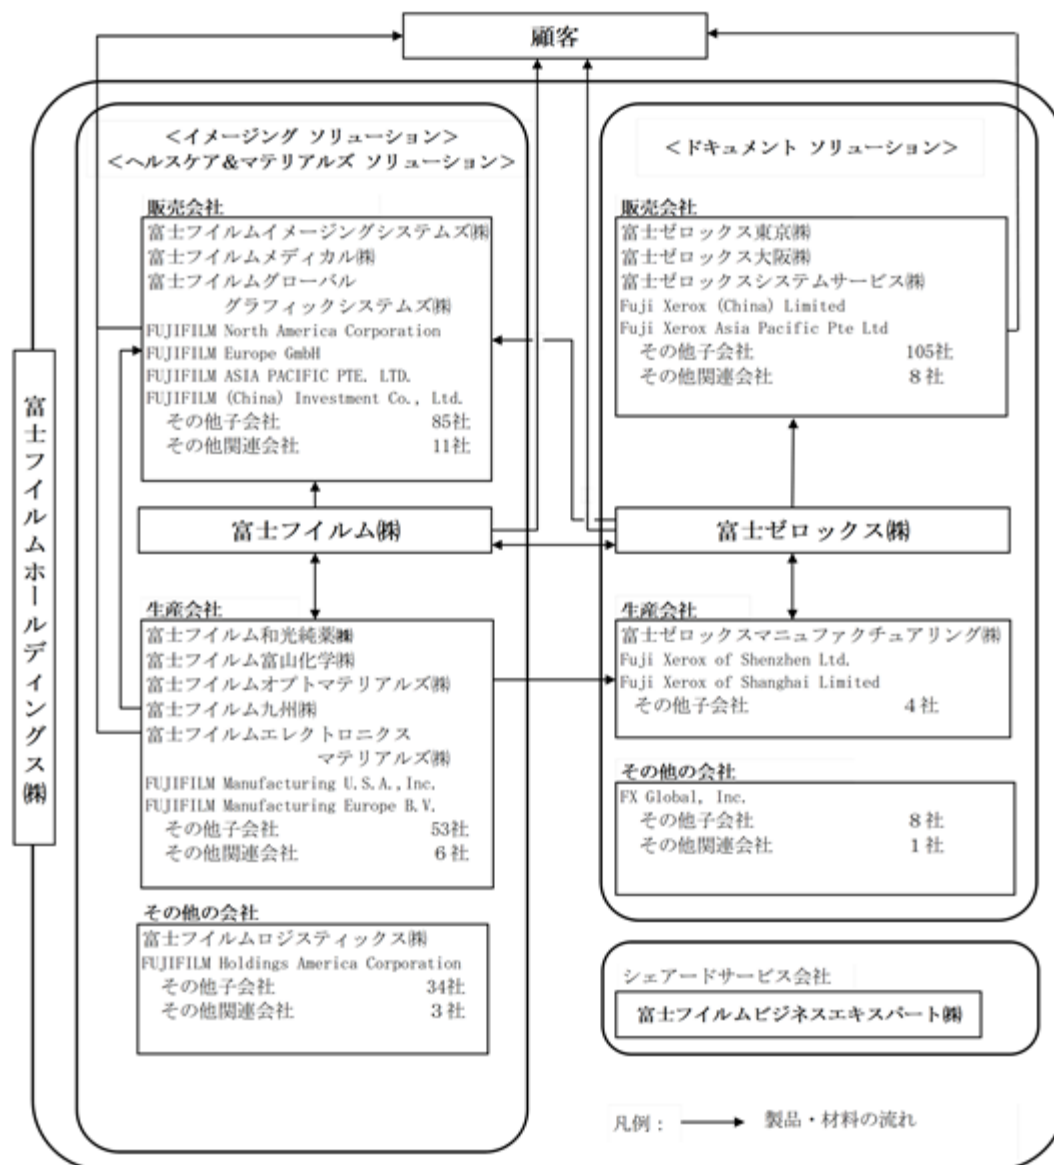 顧客
<イメージング ソリューション>
<ヘルスケア&マテリアルズ ソリューション>
販売会社
富士フイルムイメージングシステムズ㈱
富士フイルムメディカル㈱
富士フイルムグローバル
グラフィックシステムズ㈱
FUJIFILM North America Corporation
FUJIFILM Europe GmbH
FUJIFILM ASIA PACIFIC PTE. LTD.
FUJIFILM (China) Investment Co., Ltd.
その他子会社 85社
その他関連会社 11社
富士フイルム㈱
生産会社
富士フイルム和光純薬㈱
富士フイルム富山化学㈱
富士フイルムオプトマテリアルズ㈱
富士フイルム九州㈱
富士フイルムエレクトロニクス
マテリアルズ㈱
FUJIFILM Manufacturing U.S.A.,Inc.
FUJIFILM Manufacturing Europe B.V.
その他子会社 53社
その他関連会社 6社
その他の会社
富士フイルムロジスティックス㈱
FUJIFILM Holdings America Corporation
その他子会社 34社
その他関連会社 3社
<ドキュメント ソリューション>
販売会社
富士ゼロックス東京㈱
富士ゼロックス大阪㈱
富士ゼロックスシステムサービス㈱
Fuji Xerox (China) Limited
Fuji Xerox Asia Pacific Pte Ltd
その他子会社 105社
その他関連会社 8社
富士ゼロックス㈱
生産会社
富士ゼロックスマニュファクチュアリング㈱
Fuji Xerox of Shenzhen Ltd.
Fuji Xerox of Shanghai Limited
その他子会社 4社
その他の会社
FX Global, Inc.
その他子会社 8社
その他関連会社 1社
シェアードサービス会社
富士フイルムビジネスエキスパート㈱
富士フイルムホールディングス㈱
凡例： 製品・材料の流れ